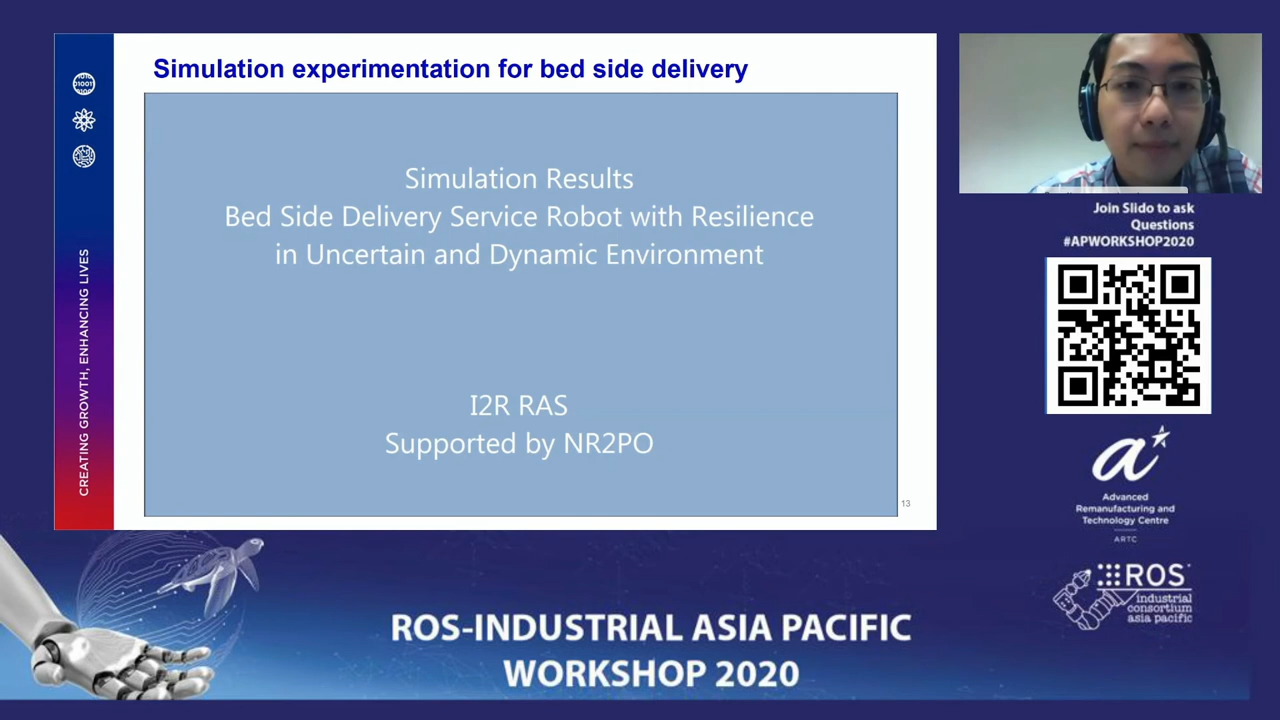 Simulation experimentation for bed side delivery
Simulation Results
Bed Side Delivery Service Robot with Resilience
in Uncertain and Dynamic Environment
I2R RAS
Supported by NR2PO
13
CREATING GROWTH, ENHANCING LIVES
Join Slido to ask
Questions
#APWORKSHOP2020
a
Advanced
Remanufacturing and
Technology Centre
ARTC
ROS
industrial
consortium
asia pacific
ROS-INDUSTRIAL ASIA PACIFIC
WORKSHOP 2020